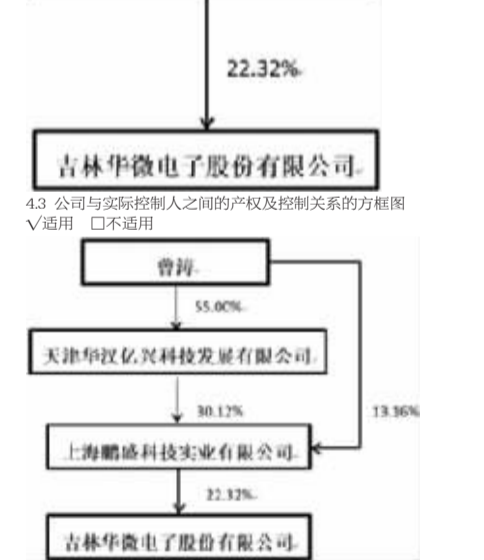 22.32%
吉林华微电子股份有限公司
4.3 公司与实际控制人之间的产权及控制关系的方框图
√适用 □不适用
曾涛
55.00%
天津华汉亿兴科技发展有限公司
30.12%
13.36%
上海鹏盛科技实业有限公司
22.32%
吉林华微电子股份有限公司